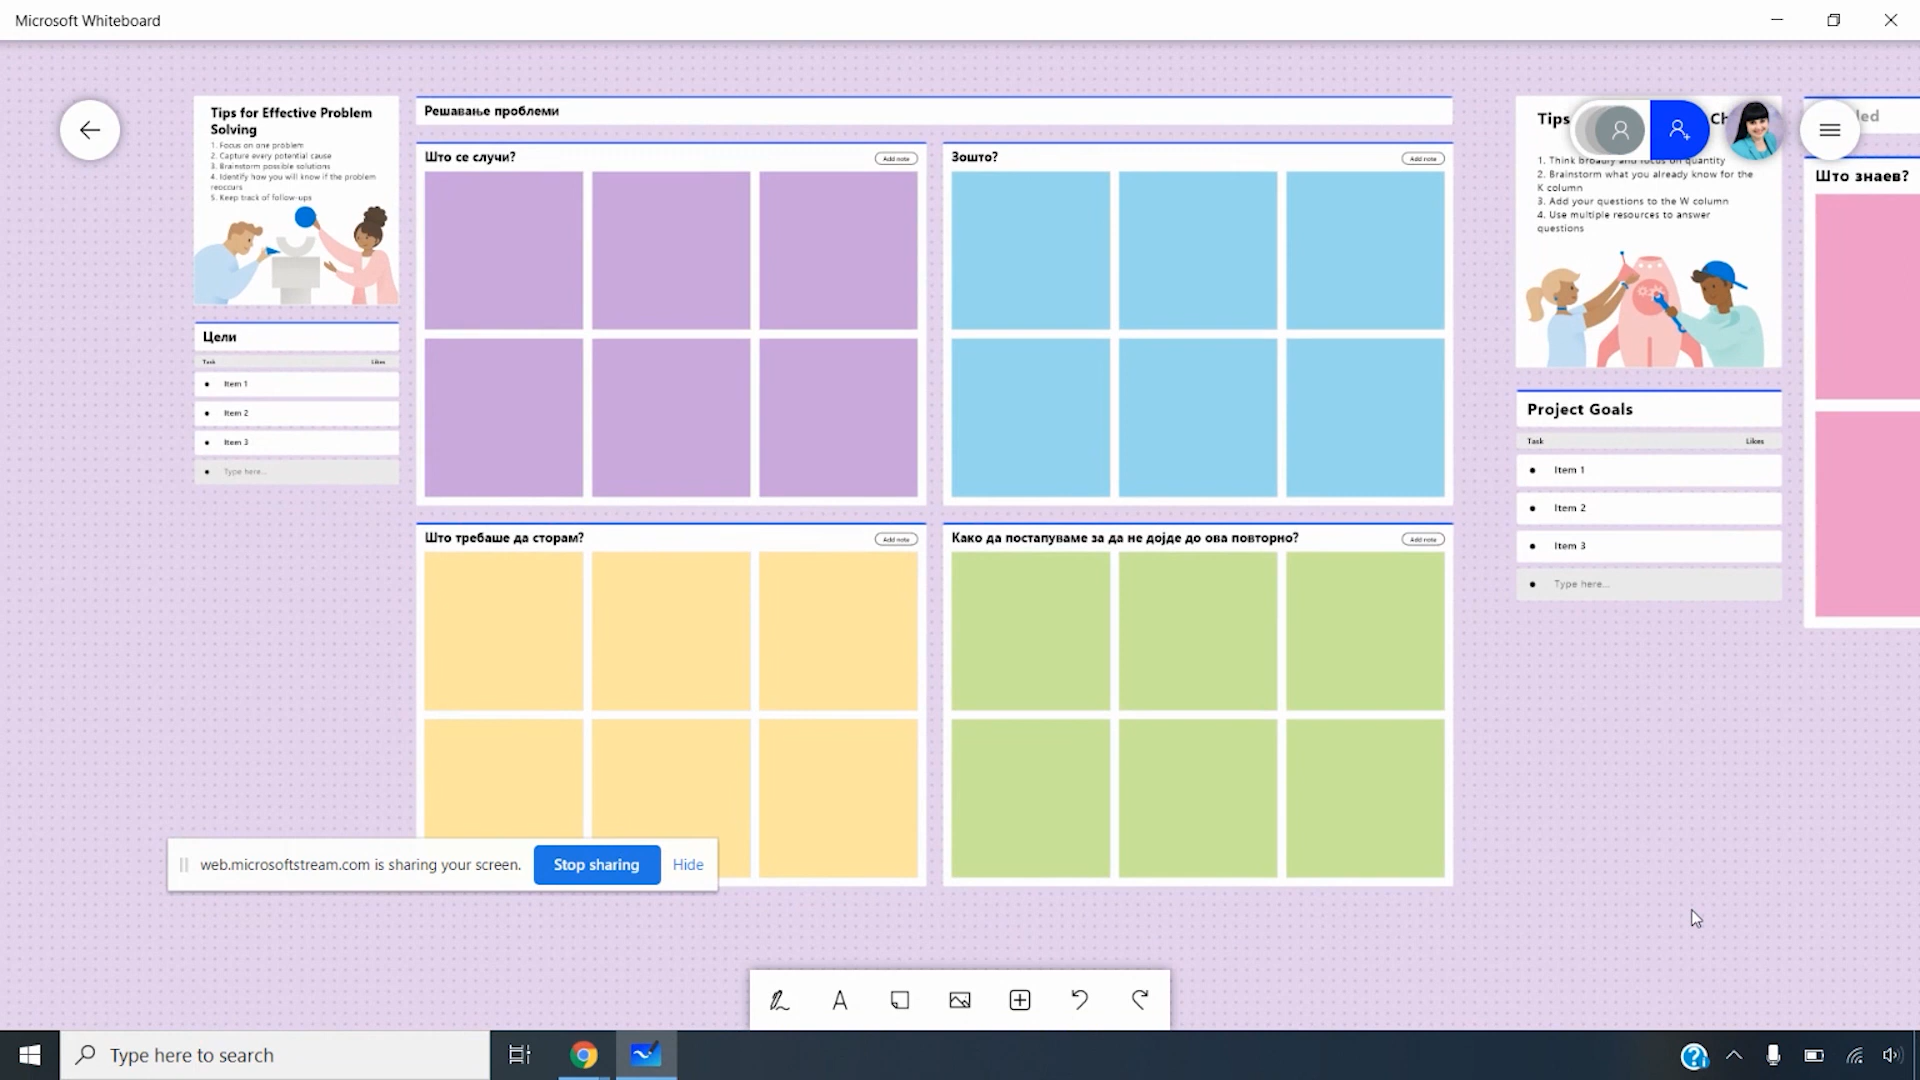 Microsoft Whiteboard
Tips for Effective Problem
Solving
1. Focus on one problem
2. Capture every potential cause
3. Brainstorm possible solutions
4. Identify how you will know if the problem
reoccurs
5. Keep track of follow-ups
Цели
Task Likes
Item 1
Item 2
Item 3
Type here...
Решавање проблеми
Што се случи?
Add note
Зошто?
Add note
Што требаше да сторам?
Add note
Како да постапуваме за да не дојде до ова повторно?
Add note
Tips
1. Think broadly and focus on quantity
2. Brainstorm what you already know for the
K column
3. Add your questions to the W column
4. Use multiple resources to answer
questions
Project Goals
Task Likes
Item 1
Item 2
Item 3
Type here...
Што знаев?
web.microsoftstream.com is sharing your screen.
Stop sharing
Hide
Type here to search